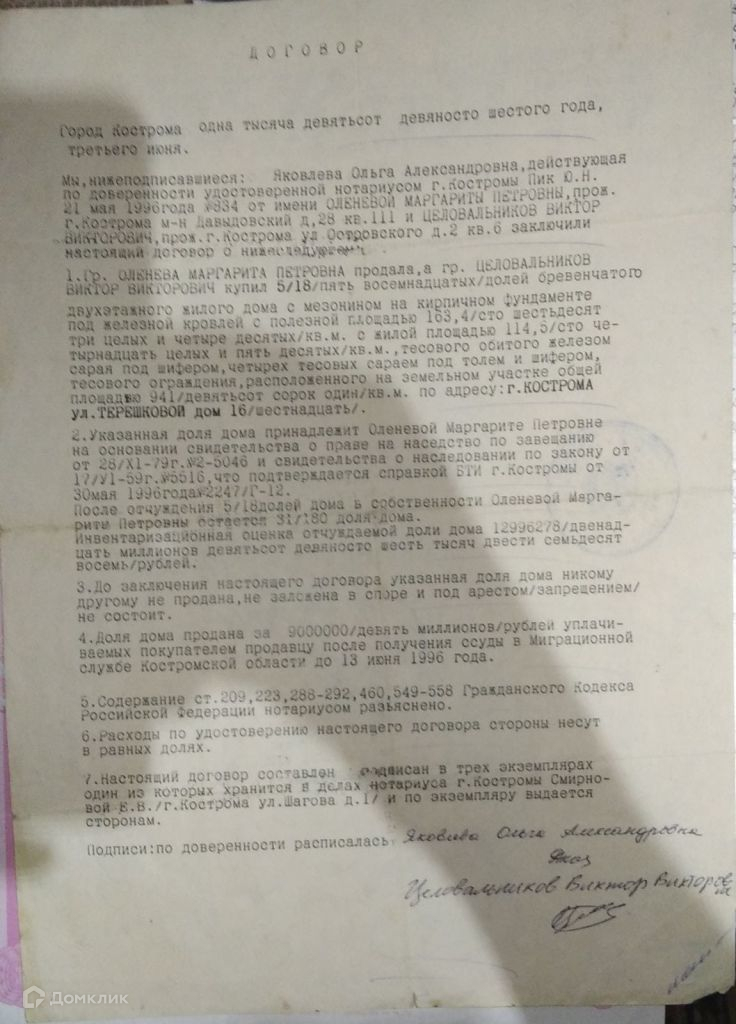 ДОГОВОР
Город Кострома одна тысяча девятьсот девяносто шестого года,
третьего июня.
Мы,нижеподписавшиеся: Яковлева Ольга Александровна,действующая
по доверенности удостоверенной нотариусом г.Костромы Пик Ю.Н.
21 мая 1996года №834 от имени ОЛЕНЕВОЙ МАРГАРИТЫ ПЕТРОВНЫ,прож.
г.Кострома м-н Давыдовский д,28 кв.111 и ЦЕЛОВАЛЬНИКОВ ВИКТОР
ВИКТОРОВИЧ,прож.г.Кострома ул Островского д.2 кв.6 заключили
настоящий договор о нижеследующем
1.Гр. ОЛЕНЕВА МАРГАРИТА ПЕТРОВНА продала,а гр. ЦЕЛОВАЛЬНИКОВ
ВИКТОР ВИКТОРОВИЧ купил 5/18/пять восемнадцатых/долей бревенчатого
двухэтажного жилого дома с мезонином на кирпичном фундаменте
под железной кровлей с полезной площадью 163,4/сто шестьдесят
три целых и четыре десятых/кв.м. с жилой площадью 114,5/сто че-
тырнадцать целых и пять десятых/кв.м.,тесового обитого железом
сарая под шифером,четырех тесовых сараем под толем и шифером,
тесового ограждения,расположенного на земельном участке общей
площадью 941/девятьсот сорок один/кв.м. по адресу:г.КОСТРОМА
ул.ТЕРЕШКОВОЙ дом 16/шестнадцать/.
2.Указанная доля дома принадлежит Оленевой Маргарите Петровне
на основании свидетельства о праве на наседство по завещанию
от 28/Х1-79г.№2-5046 и свидетельства о наследовании по закону от
17/У1-59г.№5516,что подтверждается справкой БТИ г.Костромы от
30мая 1996года№2247/Г-12.
После отчуждения 5/18долей дома в собственности Оленевой Марга-
риты Петровны остается 31/180 доля дома.
Инвентаризационная оценка отчуждаемой доли дома 12996278/двенад-
цать миллионов девятьсот девяносто шесть тысяч двести семьдесят
восемь/рублей.
3.До заключения настоящего договора указанная доля дома никому
другому не продана,не заложена в споре и под арестом/запрещением/
не состоит.
4.Доля дома продана за 9000000/девять миллионов/рублей уплачи-
ваемых покупателем продавцу после получения ссуды в Миграционной
службе Костромской области до 13 июня 1996 года.
5.Содержание ст.209,223,288-292,460,549-558 Гражданского Кодекса
Российской Федерации нотариусом разьяснено.
6.Расходы по удостоверению настоящего договора стороны несут
в равных долях.
7.Настоящий договор составлен подписан в трех экземплярах
один из которых хранится в делах нотариуса г.Костромы Смирно-
вой Е.В./г.Кострома ул.Шагова д.1/ и по экземпляру выдается
сторонам.
Подписи:по доверенности расписалась Яковлева Ольга Александровна
Целовальников Виктор Викторович
Домклик